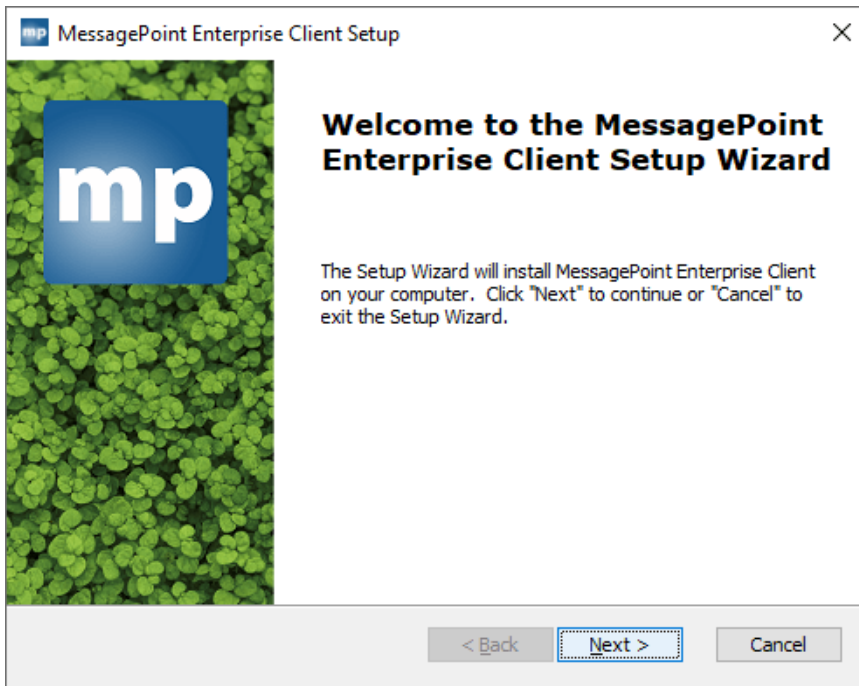 mp MessagePoint Enterprise Client Setup
mp
Welcome to the MessagePoint
Enterprise Client Setup Wizard
The Setup Wizard will install MessagePoint Enterprise Client
on your computer.  Click "Next" to continue or "Cancel" to
exit the Setup Wizard.
< Back Next > Cancel